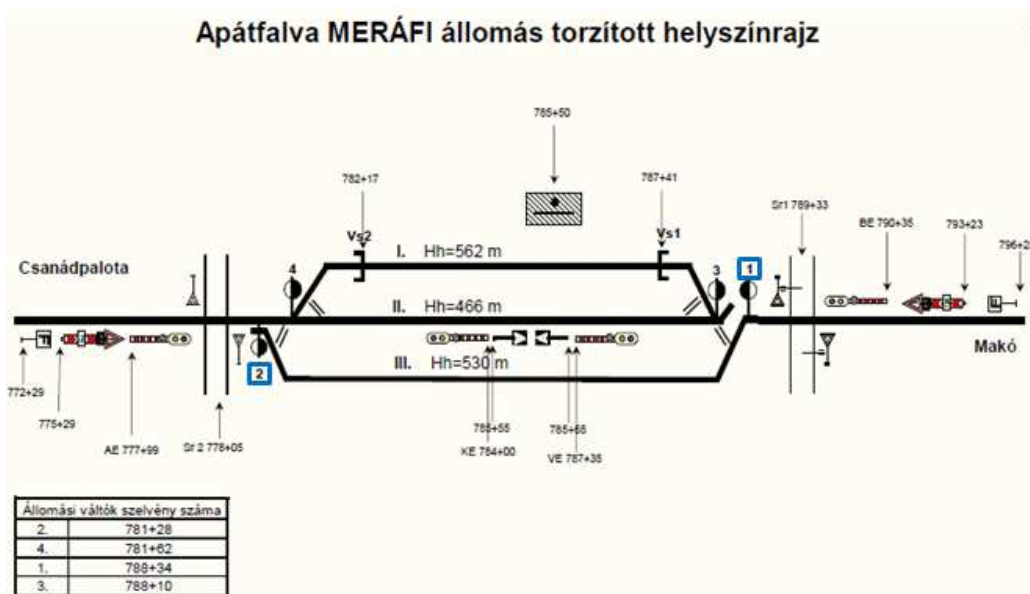 Apátfalva MERÁFI állomás torzított helyszínrajz
785+50
782+17
787+41
Sr1 789+33
BE 790+35
793+23
796+2
Vs2
Vs1
Csanádpalota
I. Hh=562 m
4
3
1
II. Hh=466 m
F
F
Makó
2
III. Hh=530 m
772+29
775+29
AE 777+99
Sr 2 778+05
785+55
KE 784+00
785+65
VE 787+35
Állomási váltók szelvény száma
2. 781+28
4. 781+62
1. 788+34
3. 788+10